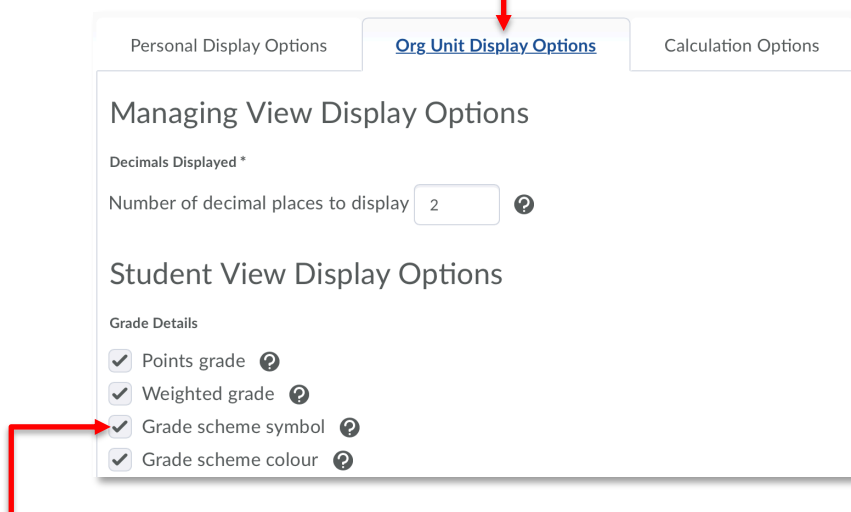 Personal Display Options Org Unit Display Options Calculation Options
Managing View Display Options
Decimals Displayed *
Number of decimal places to display 2
Student View Display Options
Grade Details
Points grade
Weighted grade
Grade scheme symbol
Grade scheme colour